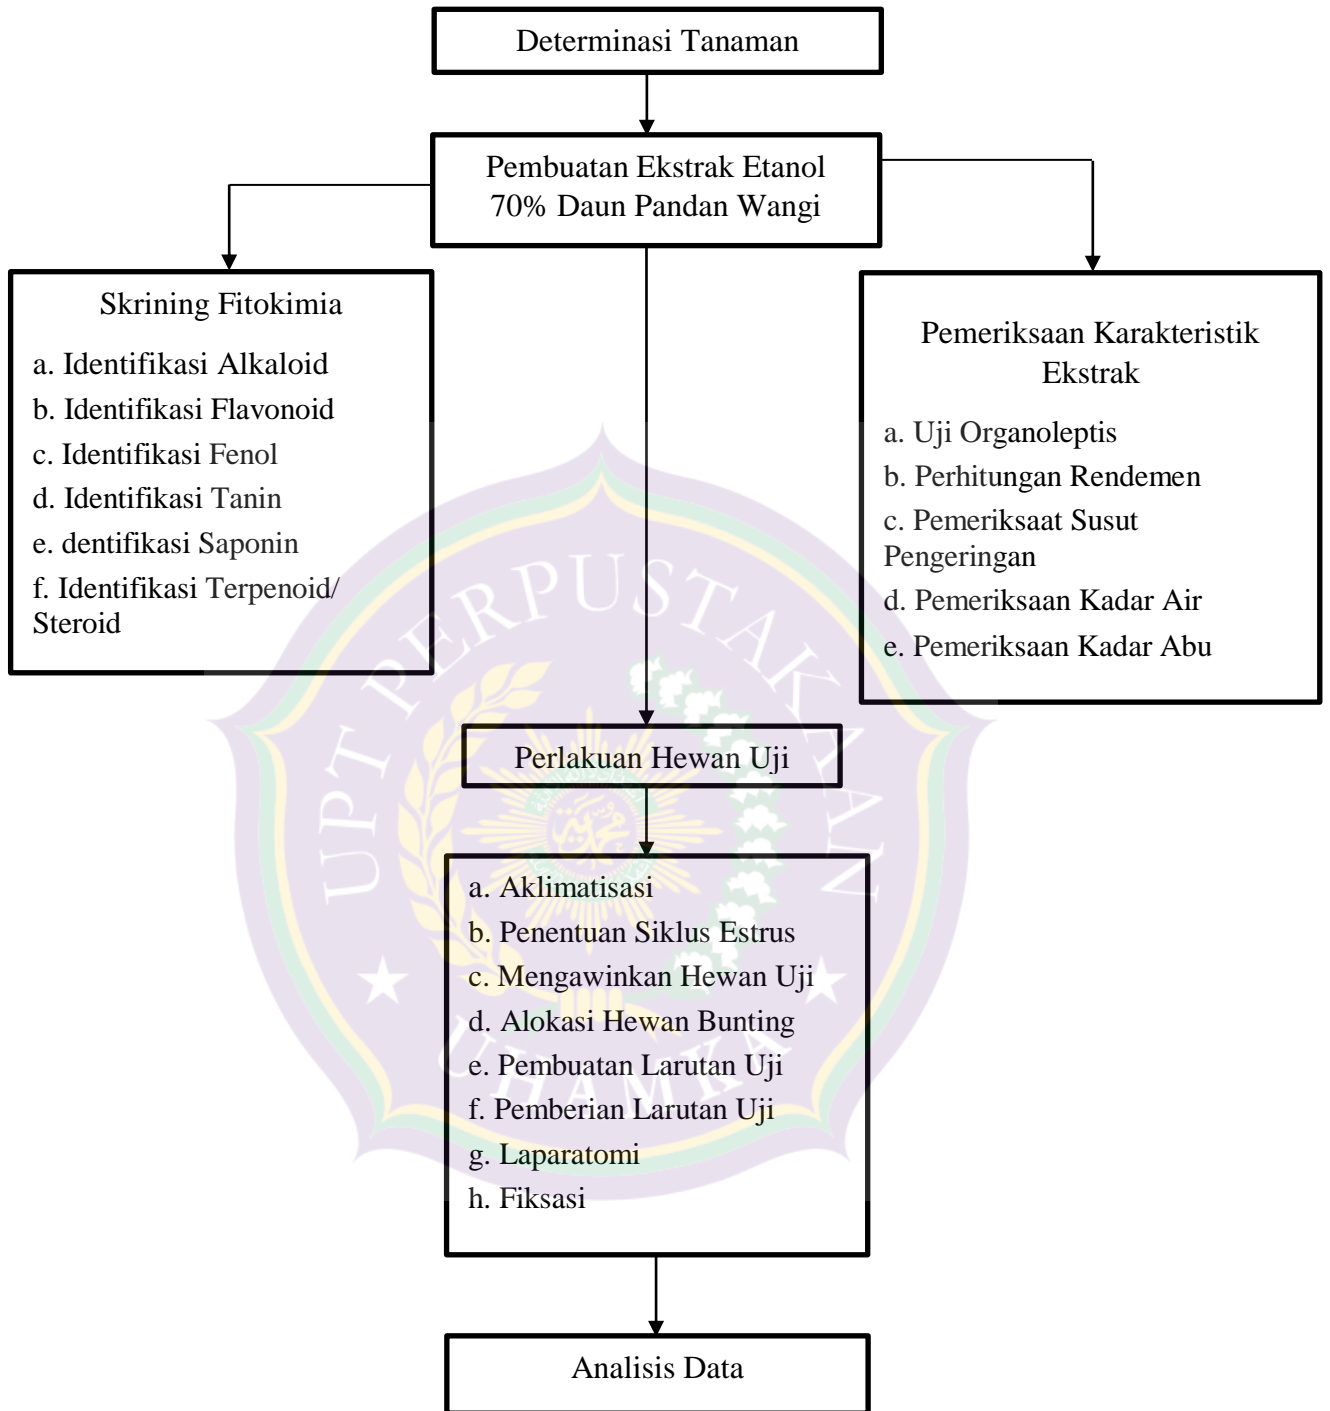 Determinasi Tanaman
Pembuatan Ekstrak Etanol
70% Daun Pandan Wangi
Skrining Fitokimia
a. Identifikasi Alkaloid
b. Identifikasi Flavonoid
c. Identifikasi Fenol
d. Identifikasi Tanin
e. dentifikasi Saponin
f. Identifikasi Terpenoid/
Steroid
Pemeriksaan Karakteristik
Ekstrak
a. Uji Organoleptis
b. Perhitungan Rendemen
c. Pemeriksaat Susut
Pengeringan
d. Pemeriksaan Kadar Air
e. Pemeriksaan Kadar Abu
Perlakuan Hewan Uji
a. Aklimatisasi
b. Penentuan Siklus Estrus
c. Mengawinkan Hewan Uji
d. Alokasi Hewan Bunting
e. Pembuatan Larutan Uji
f. Pemberian Larutan Uji
g. Laparatomi
h. Fiksasi
Analisis Data
UPT PERPUSTAKAAN
UHAMKA